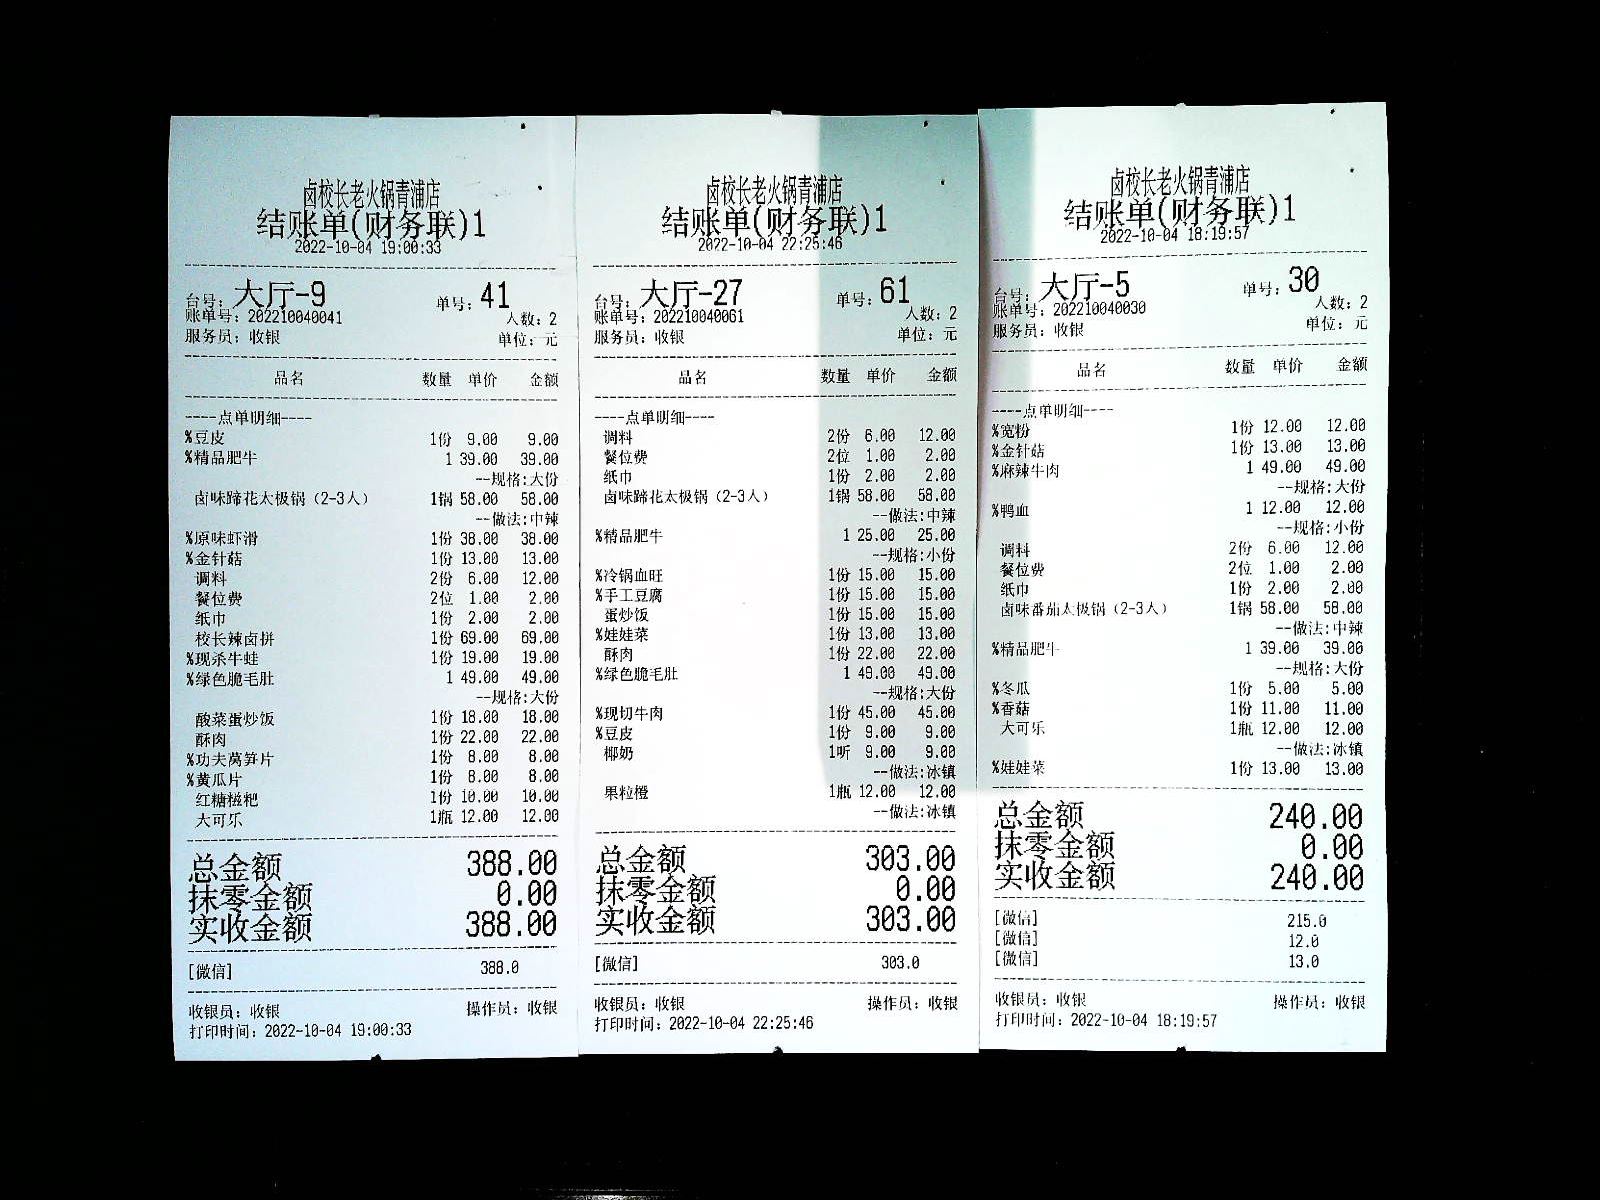 卤校长老火锅青浦店
结账单(财务联)1
2022-10-04 19:00:33
台号: 大厅-9 单号: 41
账单号: 202210040041 人数: 2
服务员: 收银 单位: 元
品名 数量 单价 金额
----点单明细----
%豆皮 1份 9.00 9.00
%精品肥牛 1 39.00 39.00
--规格:大份
卤味蹄花太极锅（2-3人） 1锅 58.00 58.00
--做法:中辣
%原味虾滑 1份 38.00 38.00
%金针菇 1份 13.00 13.00
调料 2份 6.00 12.00
餐位费 2位 1.00 2.00
纸巾 1份 2.00 2.00
校长辣卤拼 1份 69.00 69.00
%现杀牛蛙 1份 19.00 19.00
%绿色脆毛肚 1 49.00 49.00
--规格:大份
酸菜蛋炒饭 1份 18.00 18.00
酥肉 1份 22.00 22.00
%功夫莴笋片 1份 8.00 8.00
%黄瓜片 1份 8.00 8.00
红糖糍粑 1份 10.00 10.00
大可乐 1瓶 12.00 12.00
总金额 388.00
抹零金额 0.00
实收金额 388.00
[微信] 388.0
收银员: 收银 操作员: 收银
打印时间: 2022-10-04 19:00:33
卤校长老火锅青浦店
结账单(财务联)1
2022-10-04 22:25:46
台号: 大厅-27 单号: 61
账单号: 202210040061 人数: 2
服务员: 收银 单位: 元
品名 数量 单价 金额
----点单明细----
调料 2份 6.00 12.00
餐位费 2位 1.00 2.00
纸巾 1份 2.00 2.00
卤味蹄花太极锅（2-3人） 1锅 58.00 58.00
--做法:中辣
%精品肥牛 1 25.00 25.00
--规格:小份
%冷锅血旺 1份 15.00 15.00
%手工豆腐 1份 15.00 15.00
蛋炒饭 1份 15.00 15.00
%娃娃菜 1份 13.00 13.00
酥肉 1份 22.00 22.00
%绿色脆毛肚 1 49.00 49.00
--规格:大份
%现切牛肉 1份 45.00 45.00
%豆皮 1份 9.00 9.00
椰奶 1听 9.00 9.00
--做法:冰镇
果粒橙 1瓶 12.00 12.00
--做法:冰镇
总金额 303.00
抹零金额 0.00
实收金额 303.00
[微信] 303.0
收银员: 收银 操作员: 收银
打印时间: 2022-10-04 22:25:46
卤校长老火锅青浦店
结账单(财务联)1
2022-10-04 18:19:57
台号: 大厅-5 单号: 30
账单号: 202210040030 人数: 2
服务员: 收银 单位: 元
品名 数量 单价 金额
----点单明细----
%宽粉 1份 12.00 12.00
%金针菇 1份 13.00 13.00
%麻辣牛肉 1 49.00 49.00
--规格:大份
%鸭血 1 12.00 12.00
--规格:小份
调料 2份 6.00 12.00
餐位费 2位 1.00 2.00
纸巾 1份 2.00 2.00
卤味番茄太极锅（2-3人） 1锅 58.00 58.00
--做法:中辣
%精品肥牛 1 39.00 39.00
--规格:大份
%冬瓜 1份 5.00 5.00
%香菇 1份 11.00 11.00
大可乐 1瓶 12.00 12.00
--做法:冰镇
%娃娃菜 1份 13.00 13.00
总金额 240.00
抹零金额 0.00
实收金额 240.00
[微信] 215.0
[微信] 12.0
[微信] 13.0
收银员: 收银 操作员: 收银
打印时间: 2022-10-04 18:19:57